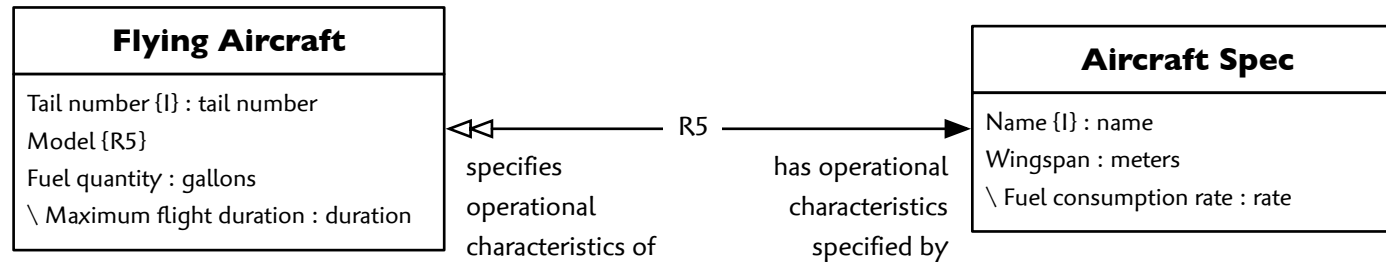 Flying Aircraft
Tail number {I} : tail number
Model {R5}
Fuel quantity : gallons
\ Maximum flight duration : duration
R5
specifies
operational
characteristics of
has operational
characteristics
specified by
Aircraft Spec
Name {I} : name
Wingspan : meters
\ Fuel consumption rate : rate